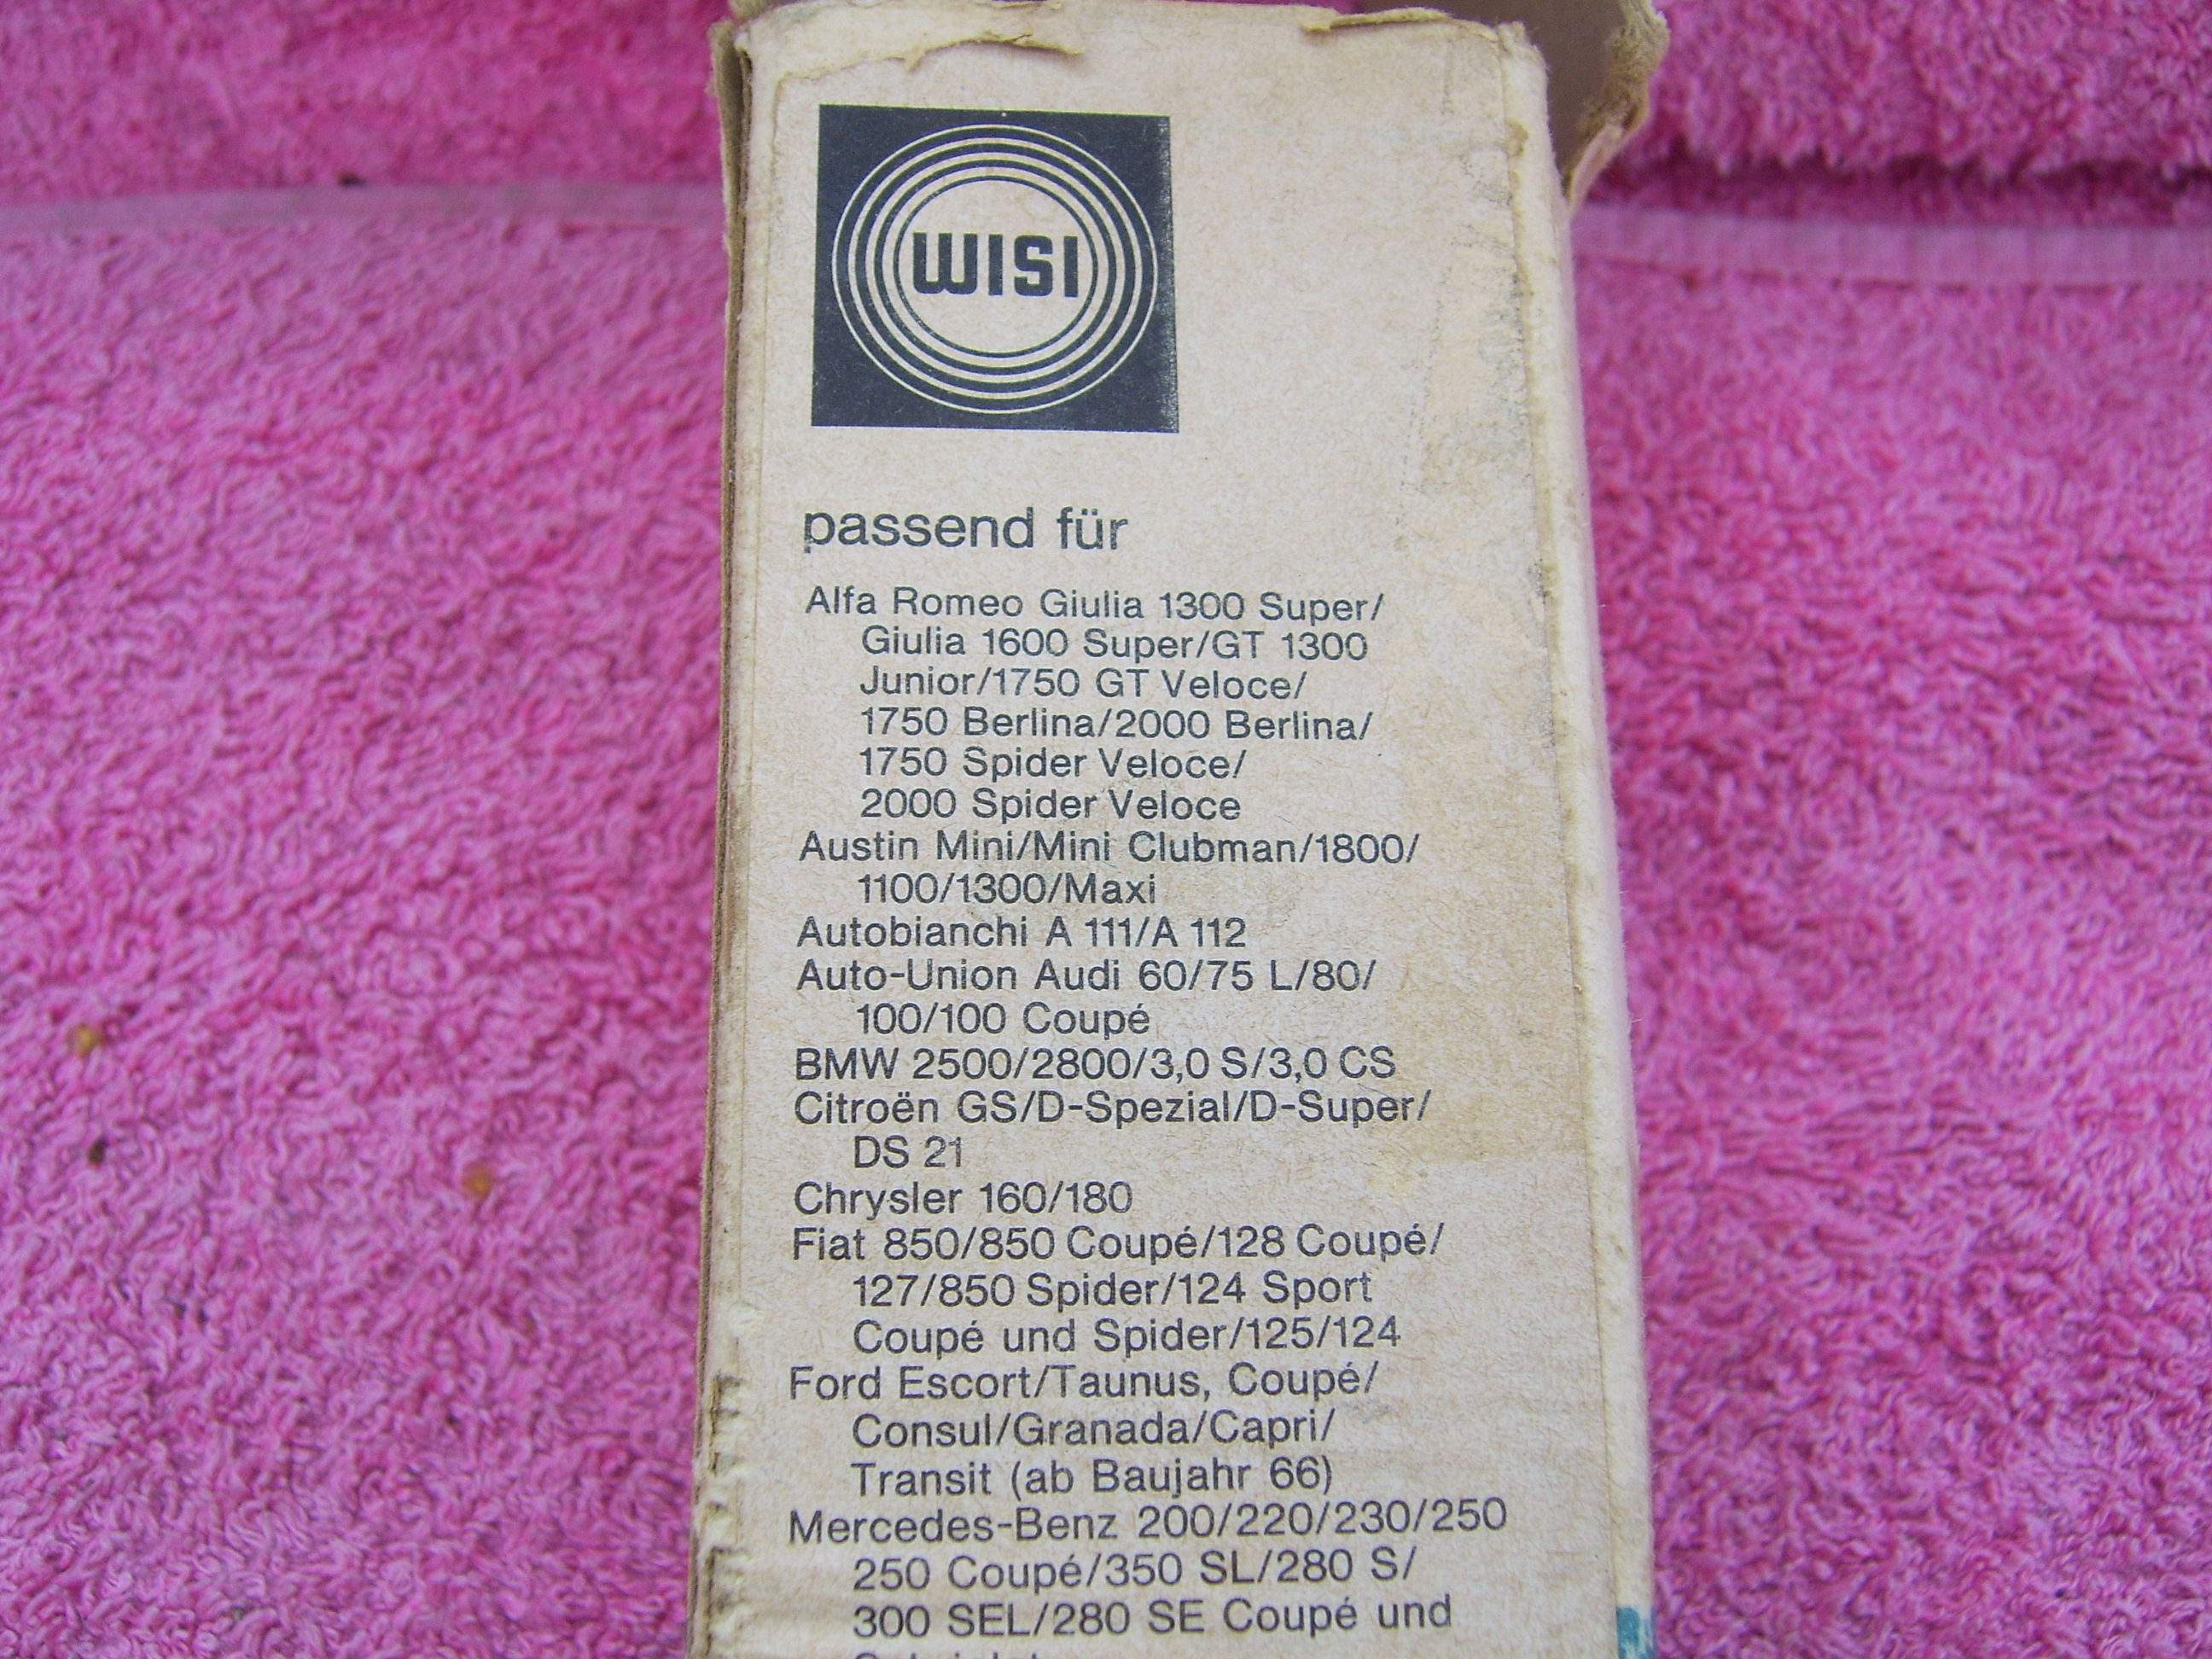 WISI
passend für
Alfa Romeo Giulia 1300 Super/
Giulia 1600 Super/GT 1300
Junior/1750 GT Veloce/
1750 Berlina/2000 Berlina/
1750 Spider Veloce/
2000 Spider Veloce
Austin Mini/Mini Clubman/1800/
1100/1300/Maxi
Autobianchi A 111/A 112
Auto-Union Audi 60/75 L/80/
100/100 Coupé
BMW 2500/2800/3,0 S/3,0 CS
Citroën GS/D-Spezial/D-Super/
DS 21
Chrysler 160/180
Fiat 850/850 Coupé/128 Coupé/
127/850 Spider/124 Sport
Coupé und Spider/125/124
Ford Escort/Taunus, Coupé/
Consul/Granada/Capri/
Transit (ab Baujahr 66)
Mercedes-Benz 200/220/230/250
250 Coupé/350 SL/280 S/
300 SEL/280 SE Coupé und